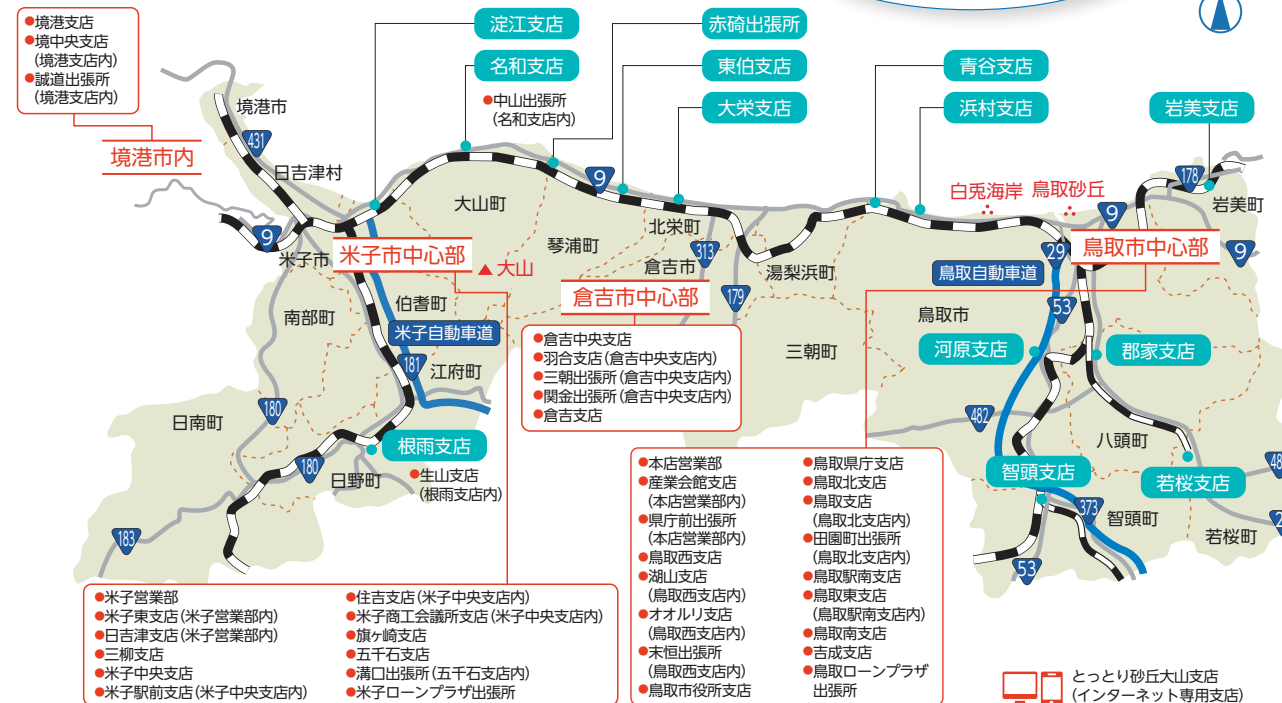 ●境港支店
●境中央支店
(境港支店内)
●誠道出張所
(境港支店内)
境港市内
淀江支店
名和支店
●中山出張所
(名和支店内)
赤碕出張所
東伯支店
大栄支店
青谷支店
浜村支店
岩美支店
境港市
431
日吉津村
大山町
9
178
白兎海岸
鳥取砂丘
岩美町
9
9
米子市
米子市中心部
▲大山
琴浦町
北栄町
倉吉市
313
湯梨浜町
29
鳥取市中心部
9
鳥取自動車道
南部町
伯耆町
米子自動車道
倉吉市中心部
179
鳥取市
53
181
江府町
三朝町
河原支店
郡家支店
●倉吉中央支店
●羽合支店(倉吉中央支店内)
●三朝出張所(倉吉中央支店内)
●関金出張所(倉吉中央支店内)
●倉吉支店
日南町
180
482
八頭町
根雨支店
●生山支店
(根雨支店内)
180
日野町
智頭支店
若桜支店
48
183
373
智頭町
若桜町
2
53
●米子営業部
●米子東支店(米子営業部内)
●日吉津支店(米子営業部内)
●三柳支店
●米子中央支店
●米子駅前支店(米子中央支店内)
●住吉支店(米子中央支店内)
●米子商工会議所支店(米子中央支店内)
●旗ヶ崎支店
●五千石支店
●溝口出張所(五千石支店内)
●米子ローンプラザ出張所
●本店営業部
●産業会館支店
(本店営業部内)
●県庁前出張所
(本店営業部内)
●鳥取西支店
●湖山支店
(鳥取西支店内)
●オオルリ支店
(鳥取西支店内)
●末恒出張所
(鳥取西支店内)
●鳥取市役所支店
●鳥取県庁支店
●鳥取北支店
●鳥取支店
(鳥取北支店内)
●田園町出張所
(鳥取北支店内)
●鳥取駅南支店
●鳥取東支店
(鳥取駅南支店内)
●鳥取南支店
●吉成支店
●鳥取ローンプラザ
出張所
とっとり砂丘大山支店
(インターネット専用支店)